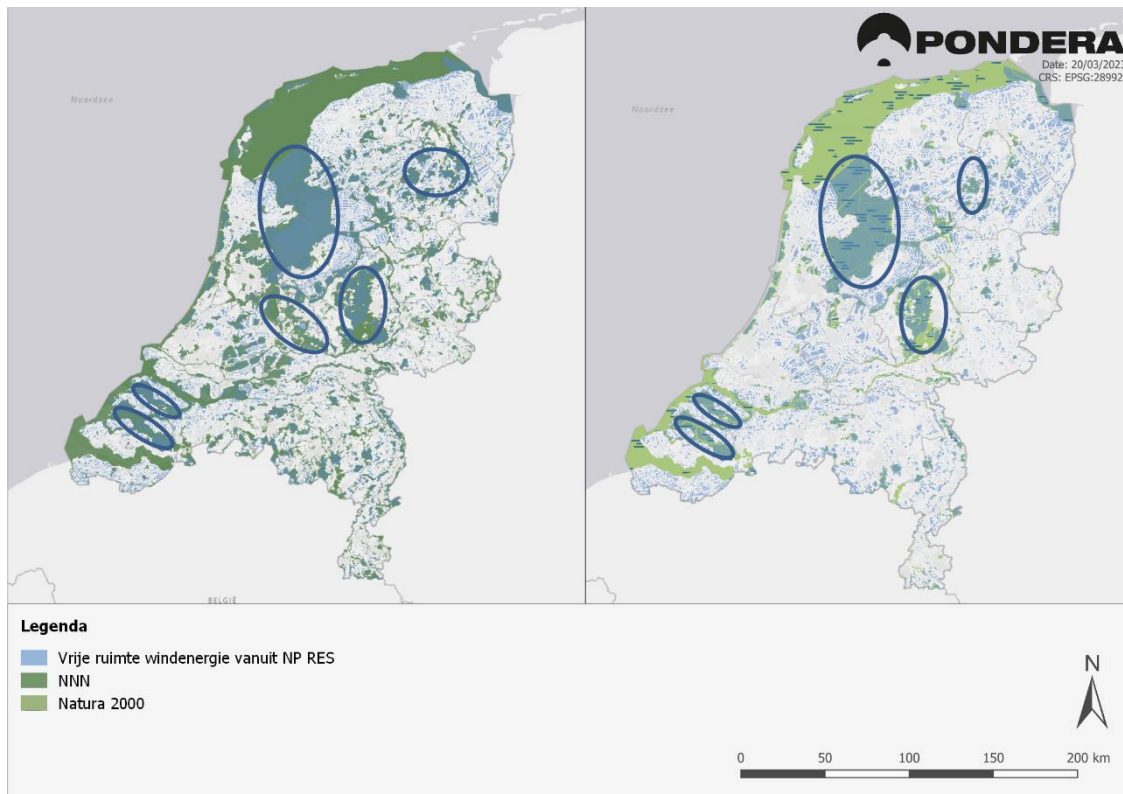 PONDERA
Date: 20/03/2023
CRS: EPSG:28992
Noordzee
Noordzee
BELGIË
Legenda
Vrije ruimte windenergie vanuit NP RES
NNN
Natura 2000
N
0 50 100 150 200 km